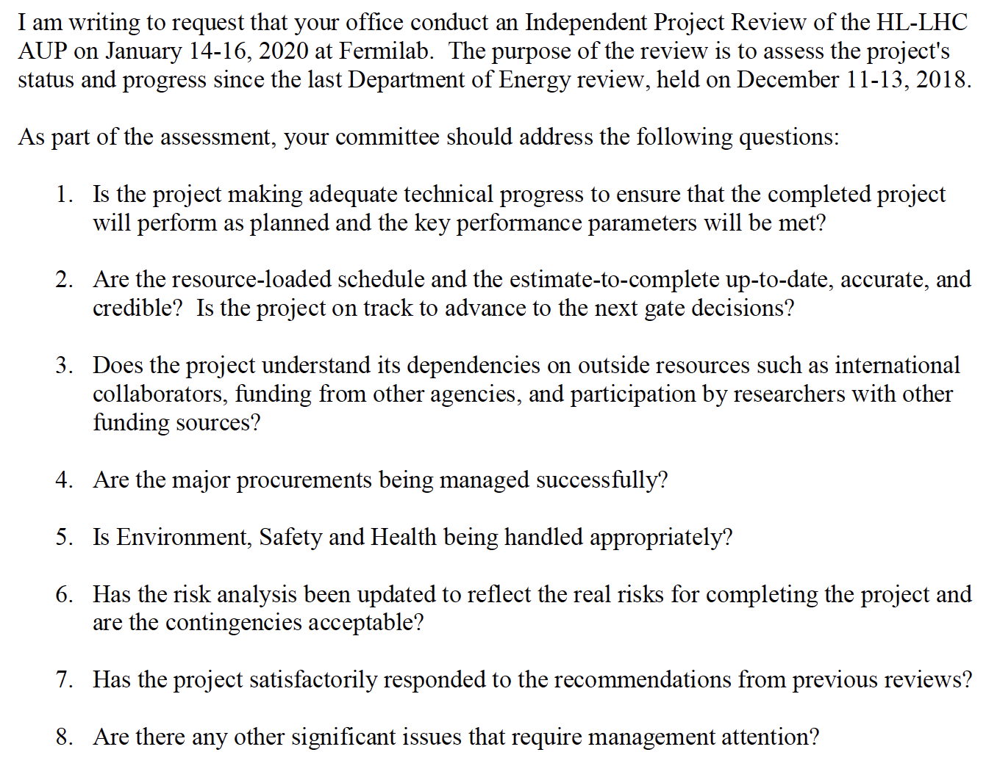 I am writing to request that your office conduct an Independent Project Review of the HL-LHC
AUP on January 14-16, 2020 at Fermilab.  The purpose of the review is to assess the project's
status and progress since the last Department of Energy review, held on December 11-13, 2018.
As part of the assessment, your committee should address the following questions:
1. Is the project making adequate technical progress to ensure that the completed project
will perform as planned and the key performance parameters will be met?
2. Are the resource-loaded schedule and the estimate-to-complete up-to-date, accurate, and
credible?  Is the project on track to advance to the next gate decisions?
3. Does the project understand its dependencies on outside resources such as international
collaborators, funding from other agencies, and participation by researchers with other
funding sources?
4. Are the major procurements being managed successfully?
5. Is Environment, Safety and Health being handled appropriately?
6. Has the risk analysis been updated to reflect the real risks for completing the project and
are the contingencies acceptable?
7. Has the project satisfactorily responded to the recommendations from previous reviews?
8. Are there any other significant issues that require management attention?